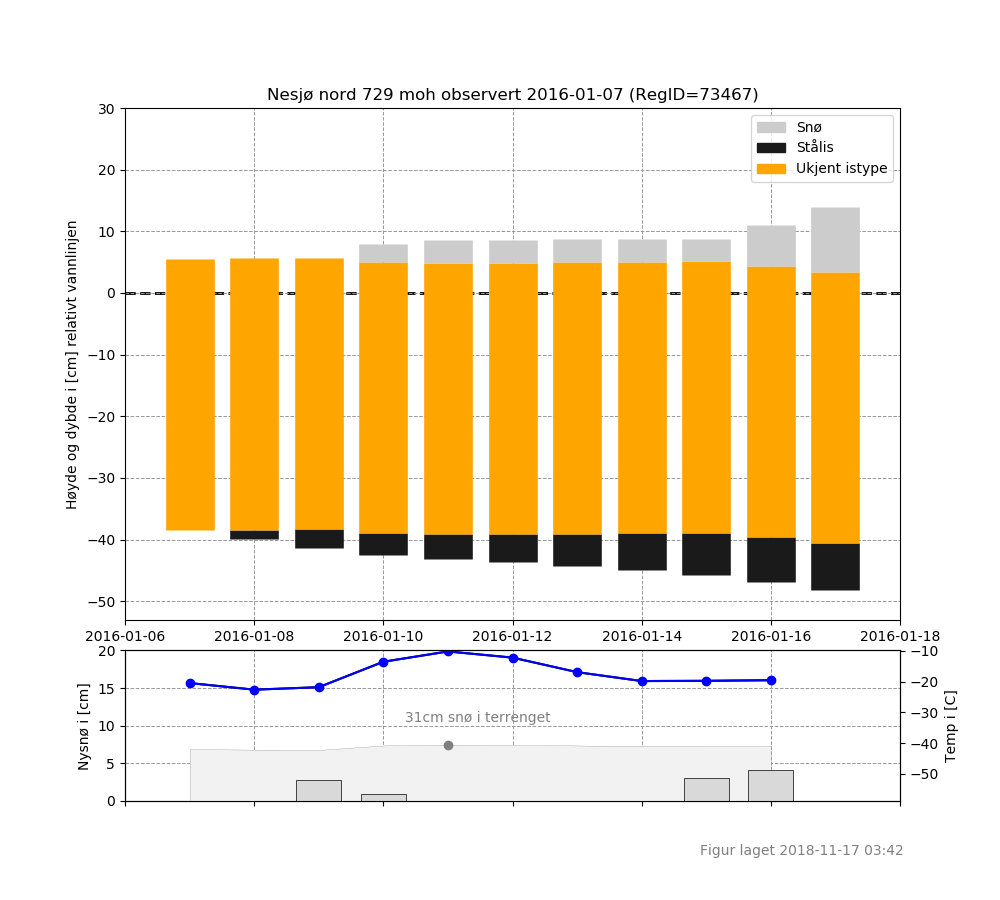 Nesjø nord 729 moh observert 2016-01-07 (RegID=73467)
Høyde og dybde i [cm] relativt vannlinjen
30
20
10
0
−10
−20
−30
−40
−50
Snø
Stålis
Ukjent istype
2016-01-06 2016-01-08 2016-01-10 2016-01-12 2016-01-14 2016-01-16 2016-01-18
Nysnø i [cm]
20
15
10
5
0
31cm snø i terrenget
−10
−20
−30
−40
−50
Temp i [C]
Figur laget 2018-11-17 03:42